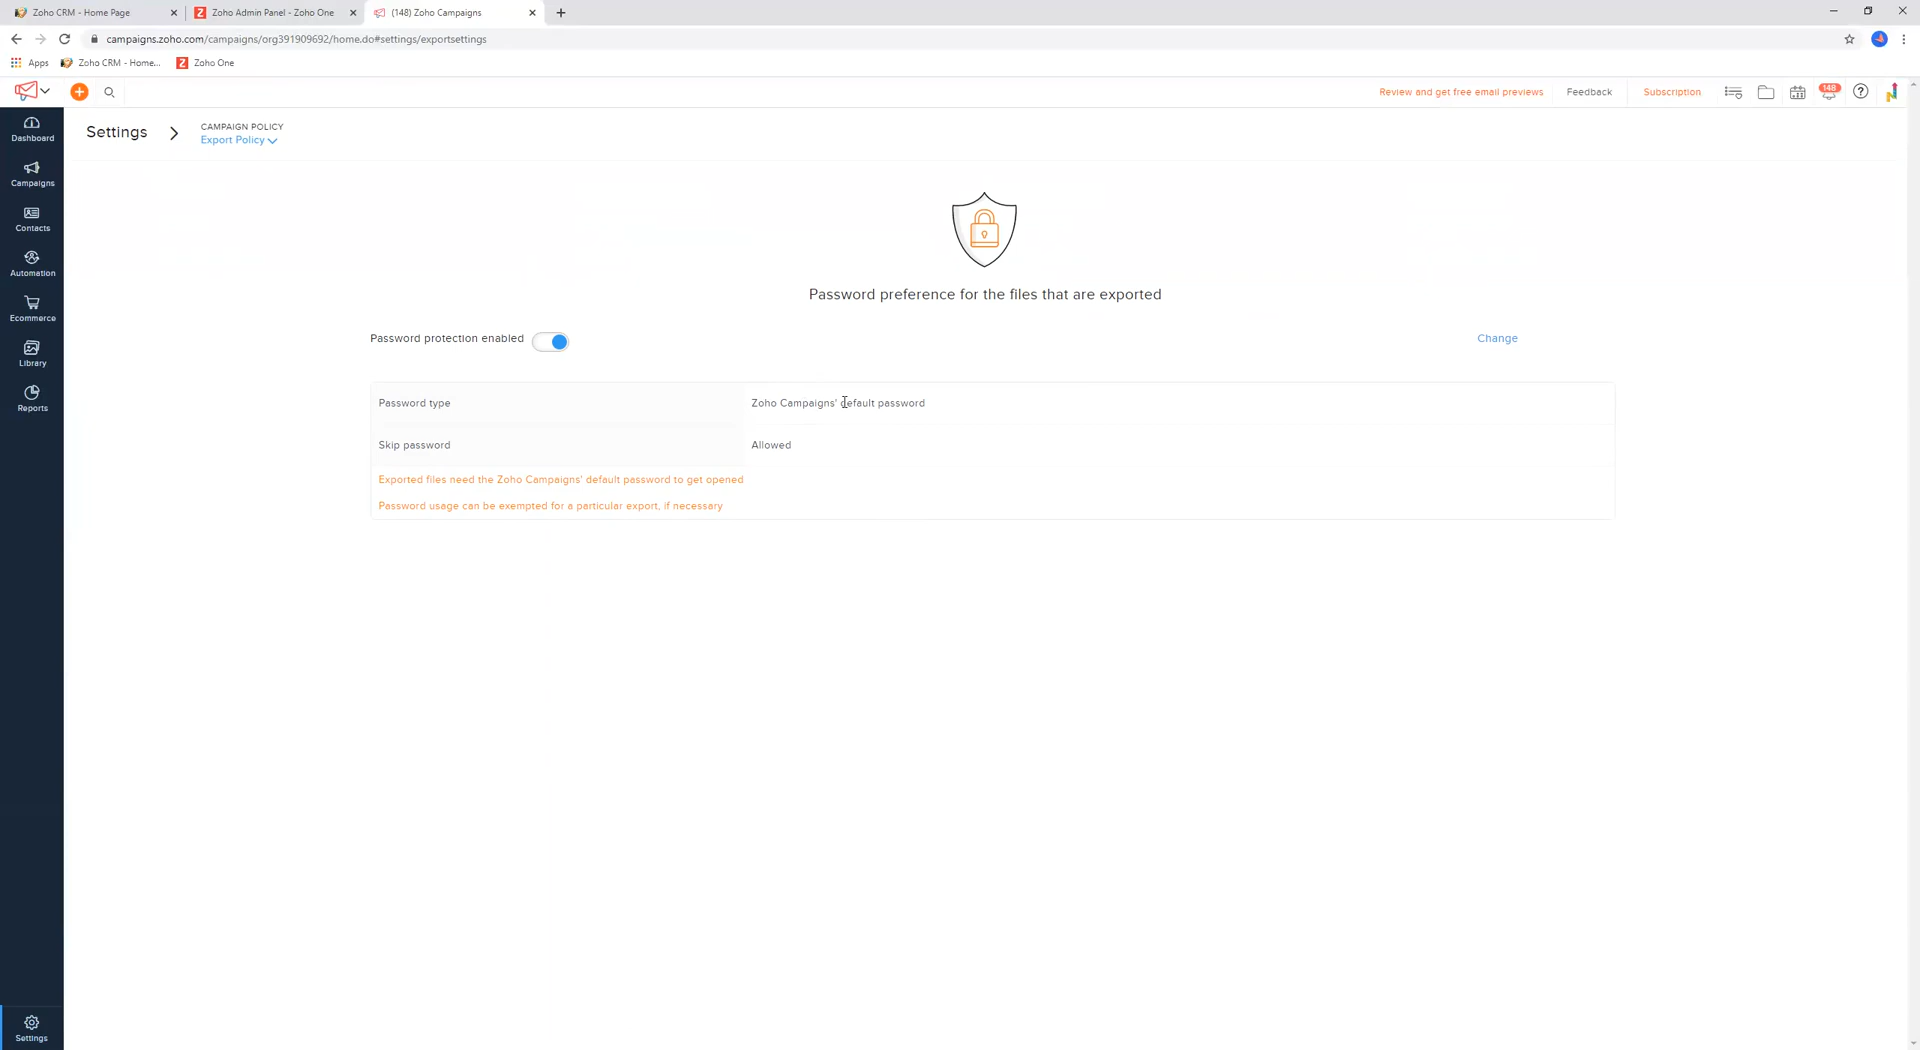 Zoho CRM - Home Page
Zoho Admin Panel - Zoho One
(148) Zoho Campaigns
campaigns.zoho.com/campaigns/org391909692/home.do#settings/exportsettings
Apps
Zoho CRM - Home...
Zoho One
Review and get free email previews
Feedback
Subscription
148
Dashboard
Campaigns
Contacts
Automation
Ecommerce
Library
Reports
Settings
Settings
CAMPAIGN POLICY
Export Policy
Password preference for the files that are exported
Password protection enabled
Change
Password type
Zoho Campaigns' default password
Skip password
Allowed
Exported files need the Zoho Campaigns' default password to get opened
Password usage can be exempted for a particular export, if necessary